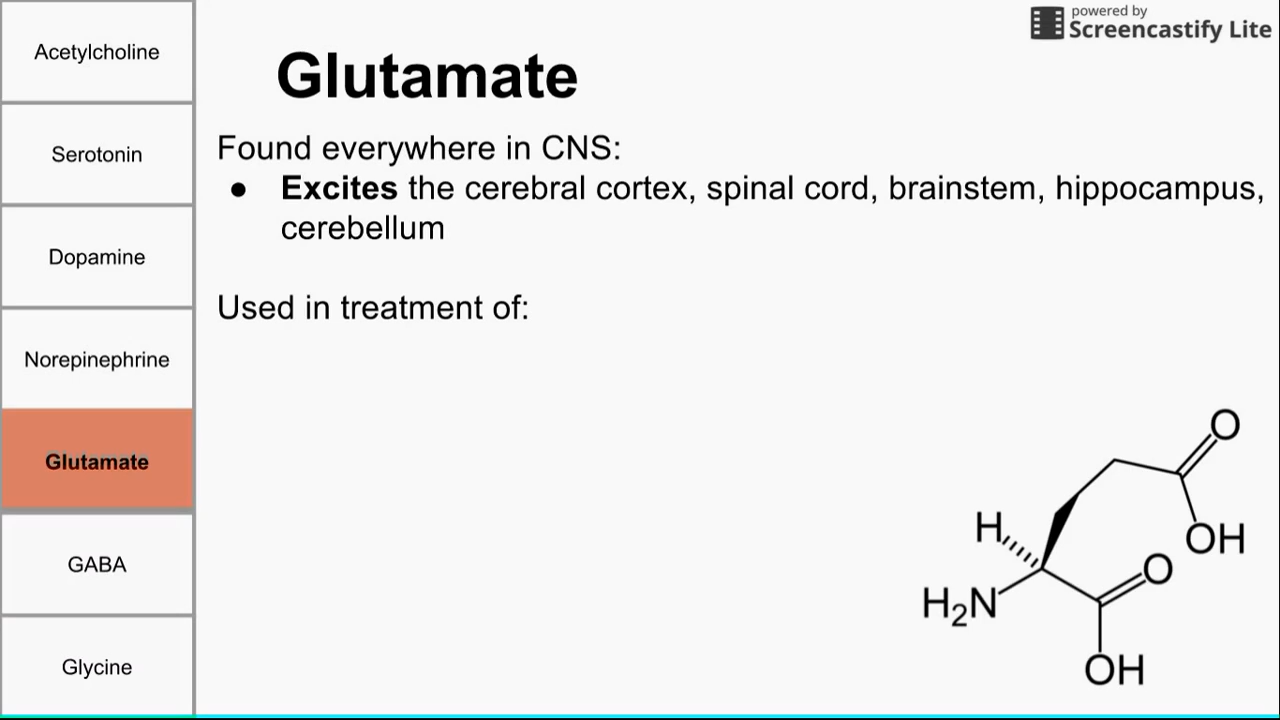 powered by
Screencastify Lite
Acetylcholine
Serotonin
Dopamine
Norepinephrine
Glutamate
GABA
Glycine
Glutamate
Found everywhere in CNS:
● Excites the cerebral cortex, spinal cord, brainstem, hippocampus,
cerebellum
Used in treatment of:
O
H
OH
O
H₂N
OH